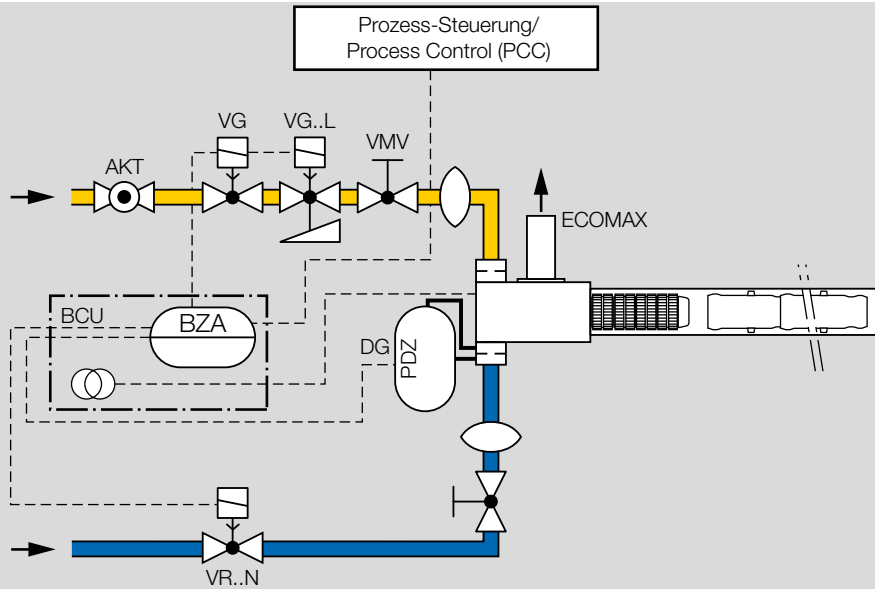 Prozess-Steuerung/
Process Control (PCC)
VG
VG..L
VMV
AKT
ECOMAX
BCU
BZA
DG
PDZ
VR..N